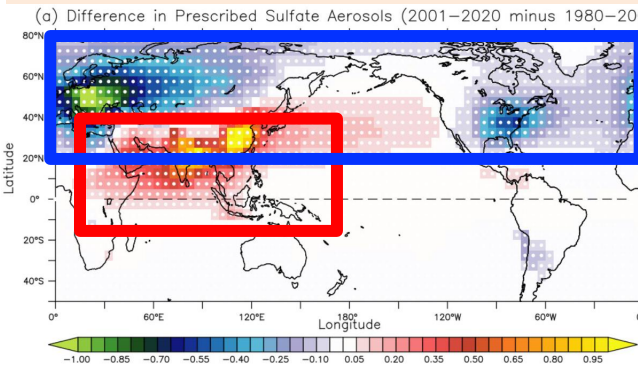 (a) Difference in Prescribed Sulfate Aerosols (2001−2020 minus 1980−20
80°N
60°N
40°N
20°N
0°
20°S
40°S
Latitude
0° 60°E 120°E 180°E 120°W 60°W 0°
Longitude
−1.00 −0.85 −0.70 −0.55 −0.40 −0.25 −0.10 0.05 0.20 0.35 0.50 0.65 0.80 0.95